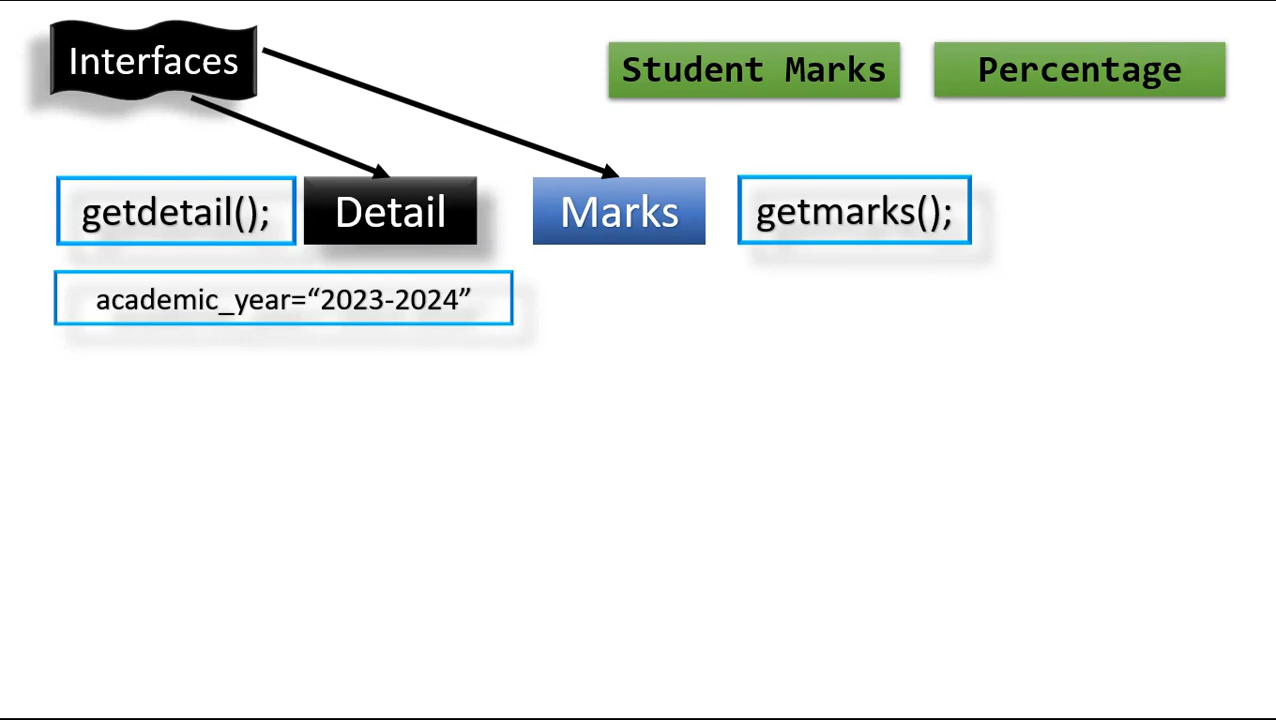 Interfaces
Student Marks
Percentage
getdetail();
Detail
Marks
getmarks();
academic_year=“2023-2024”